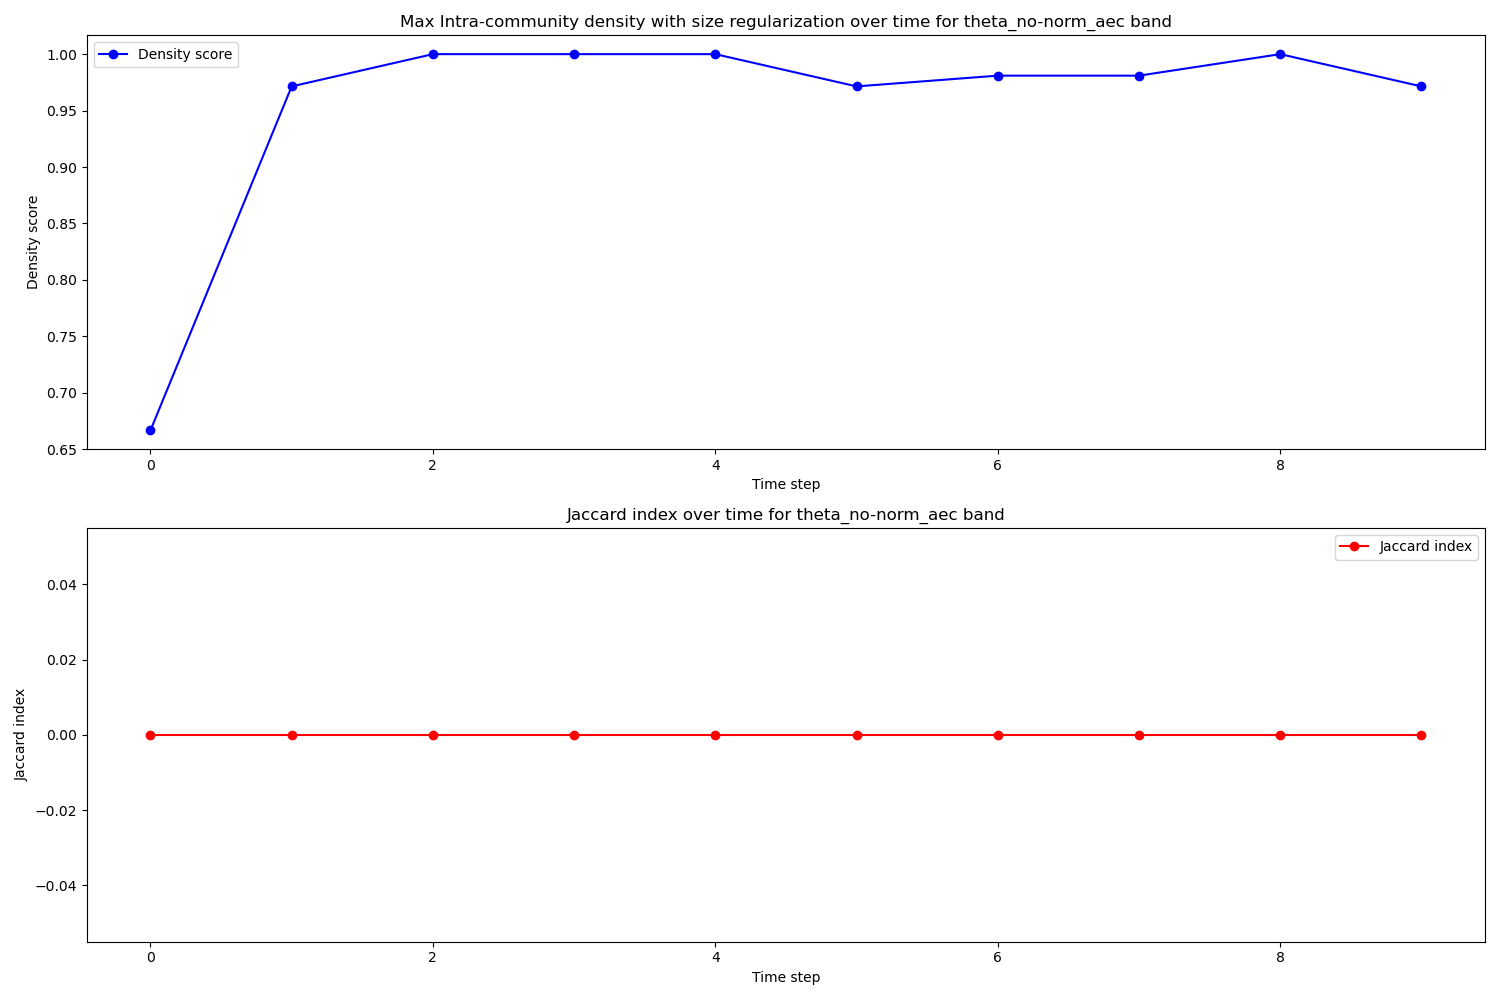 Max Intra-community density with size regularization over time for theta_no-norm_aec band
Density score
1.00
0.95
0.90
0.85
0.80
0.75
0.70
0.65
Density score
0
2
4
6
8
Time step
Jaccard index over time for theta_no-norm_aec band
Jaccard index
0.04
0.02
0.00
−0.02
−0.04
Jaccard index
0
2
4
6
8
Time step